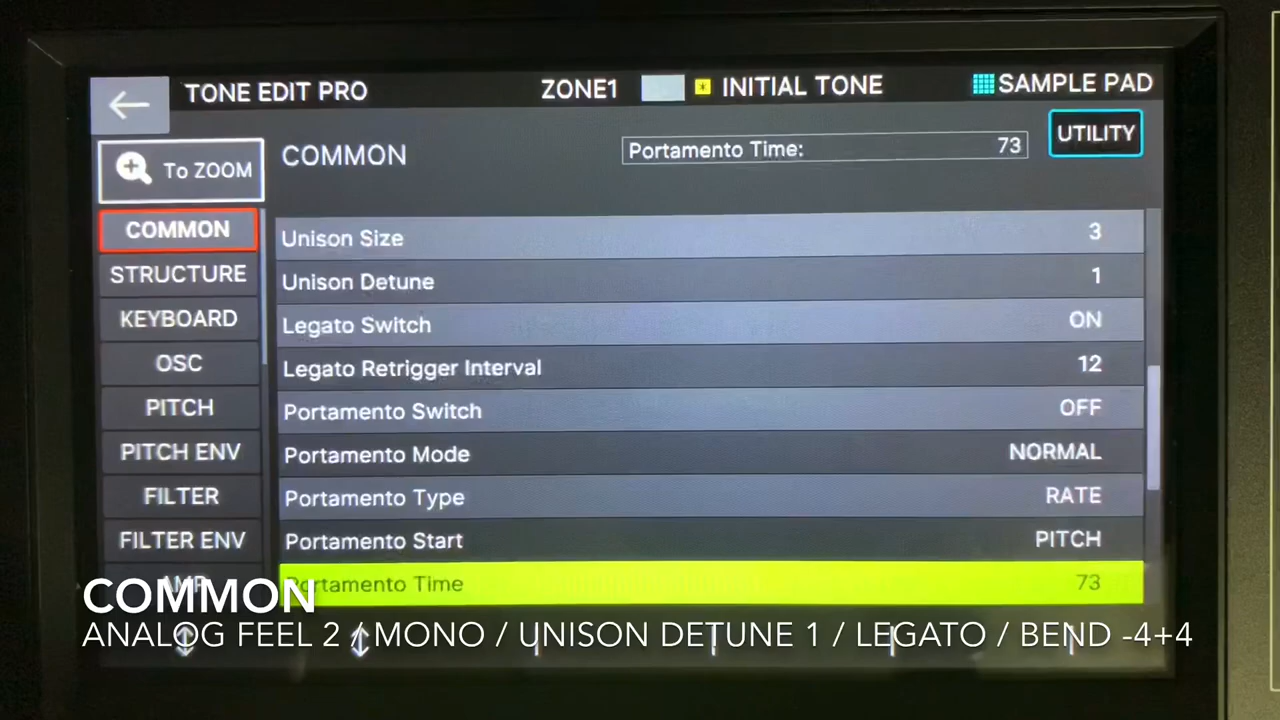 TONE EDIT PRO ZONE1 INITIAL TONE SAMPLE PAD
To ZOOM COMMON Portamento Time: 73 UTILITY
COMMON
STRUCTURE
KEYBOARD
OSC
PITCH
PITCH ENV
FILTER
FILTER ENV
AMP
Unison Size 3
Unison Detune 1
Legato Switch ON
Legato Retrigger Interval 12
Portamento Switch OFF
Portamento Mode NORMAL
Portamento Type RATE
Portamento Start PITCH
Portamento Time 73
COMMON
ANALOG FEEL 2 / MONO / UNISON DETUNE 1 / LEGATO / BEND -4+4